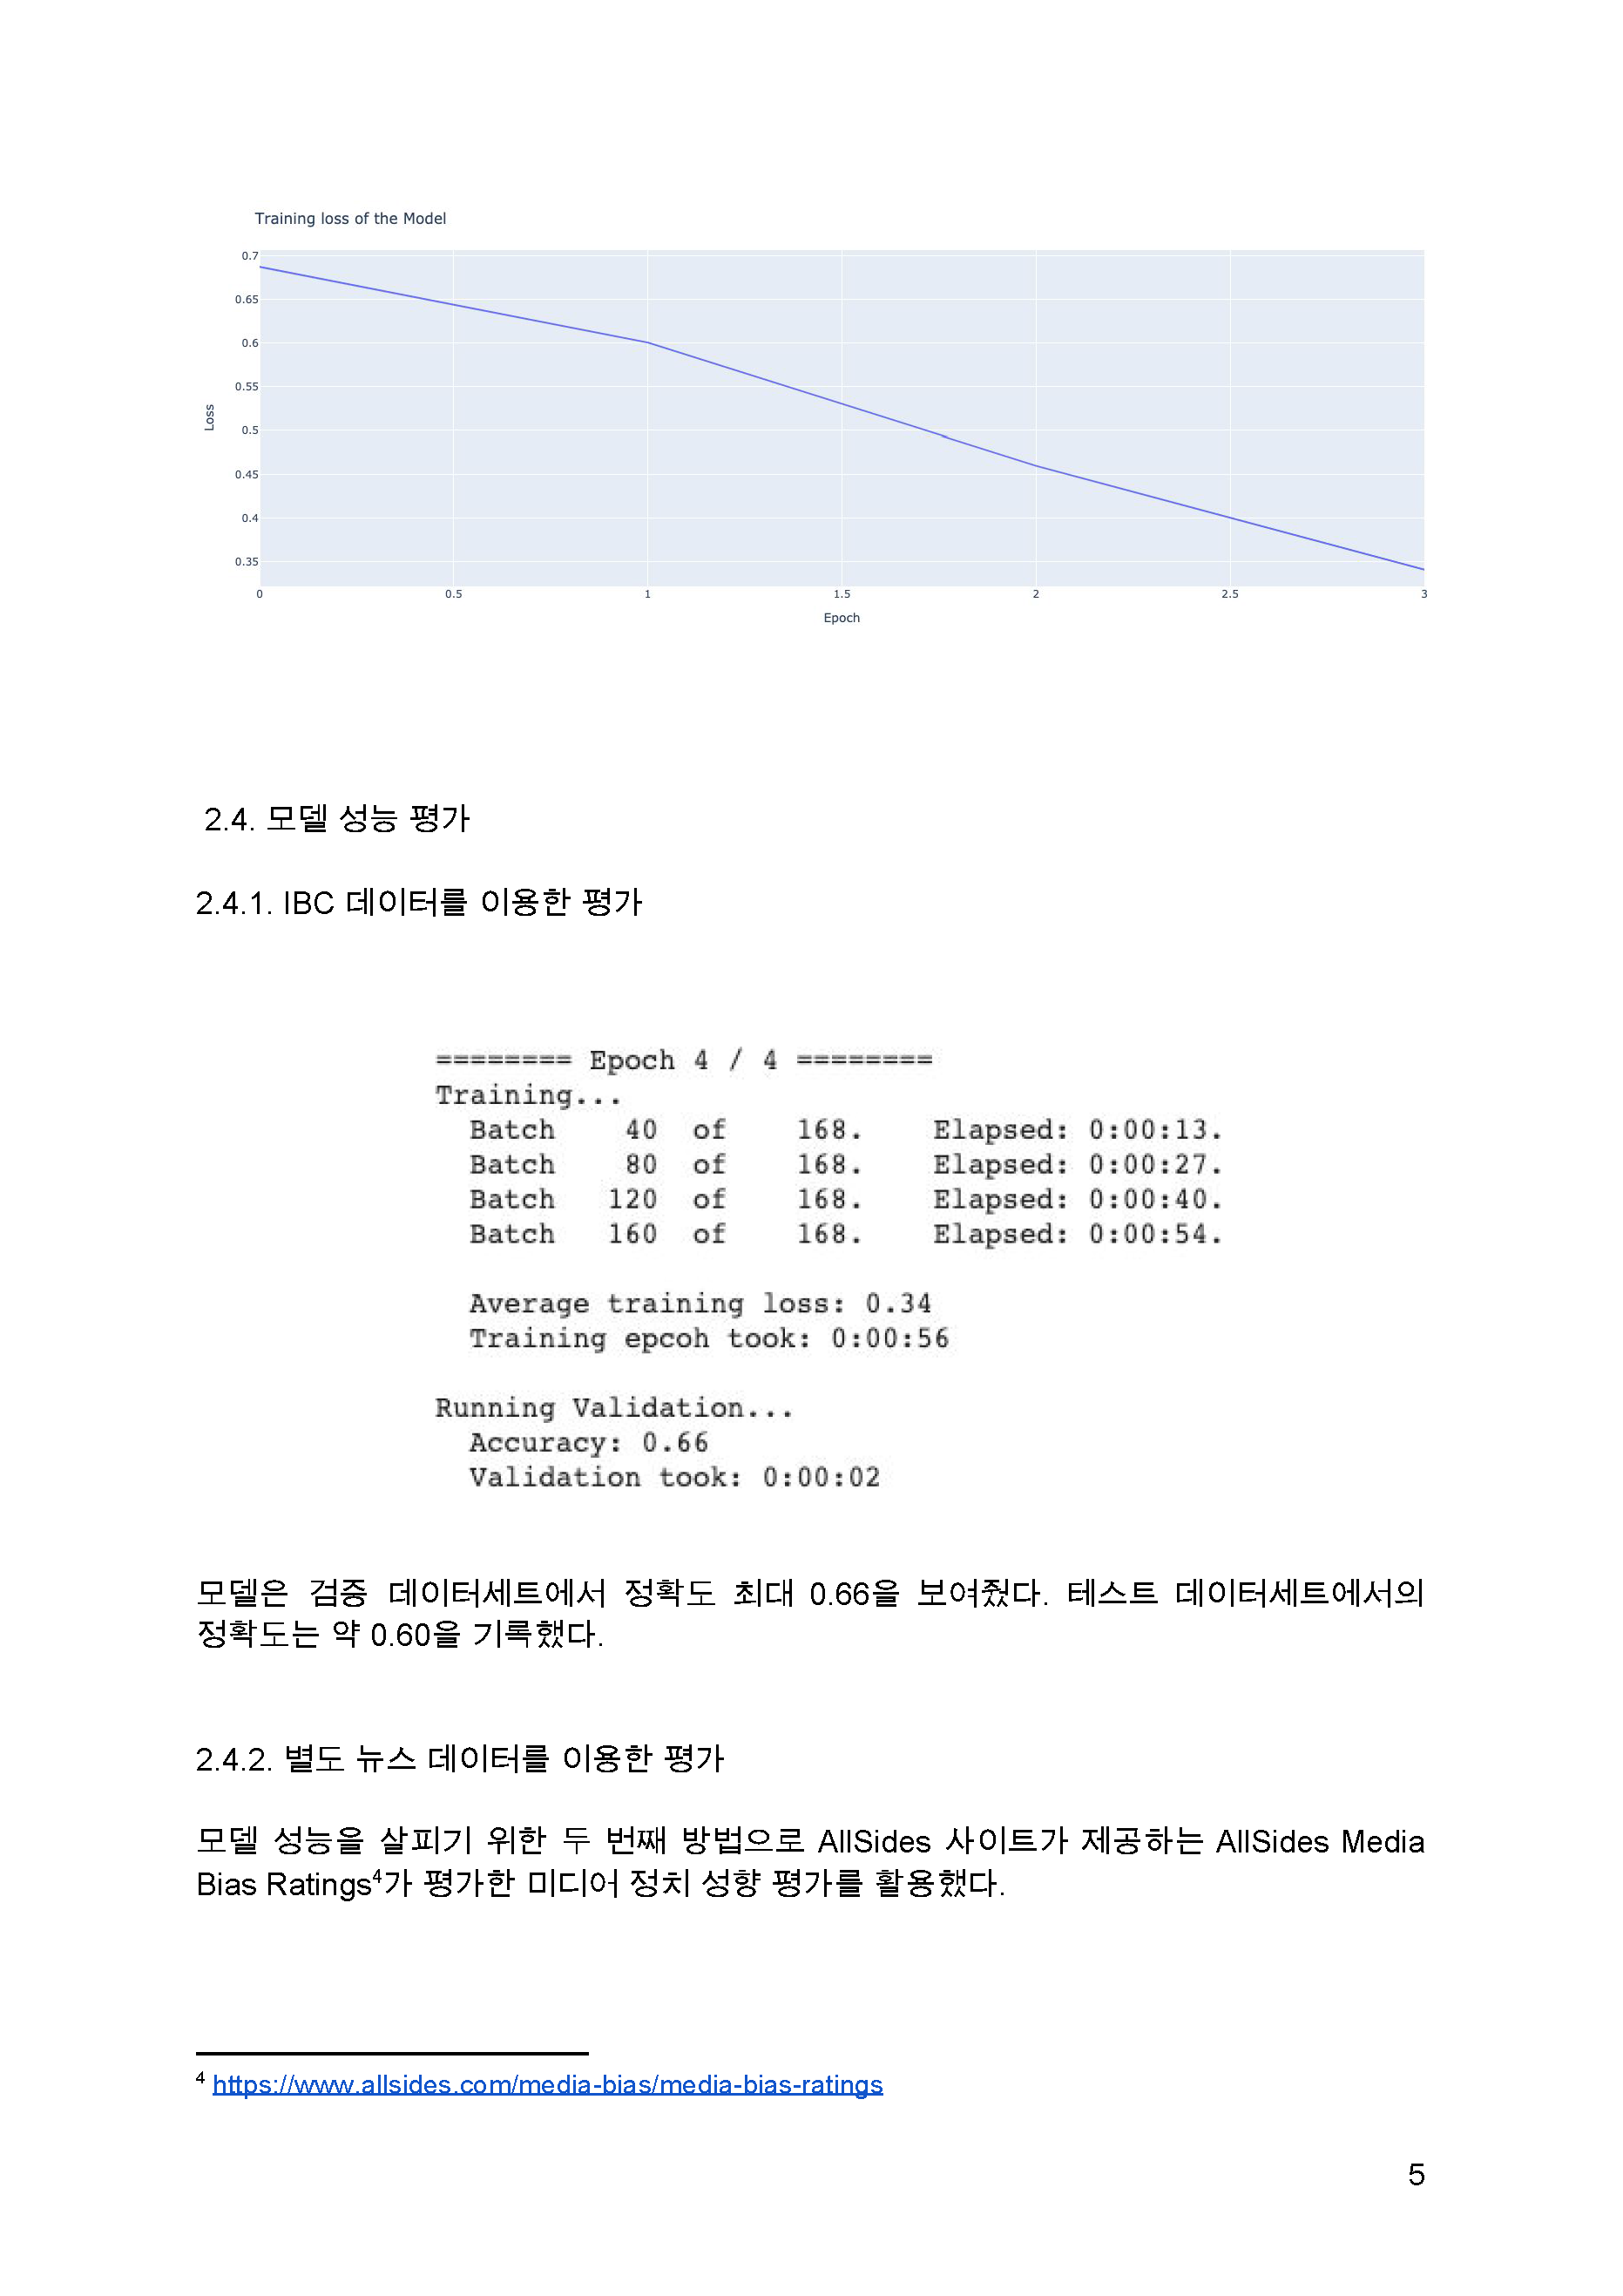 Training loss of the Model
0.7
0.65
0.6
0.55
0.5
0.45
0.4
0.35
Loss
0 0.5 1 1.5 2 2.5 3
Epoch
2.4. 모델 성능 평가
2.4.1. IBC 데이터를 이용한 평가
======== Epoch 4 / 4 ========
Training...
Batch 40 of 168. Elapsed: 0:00:13.
Batch 80 of 168. Elapsed: 0:00:27.
Batch 120 of 168. Elapsed: 0:00:40.
Batch 160 of 168. Elapsed: 0:00:54.
Average training loss: 0.34
Training epcoh took: 0:00:56
Running Validation...
Accuracy: 0.66
Validation took: 0:00:02
모델은 검증 데이터세트에서 정확도 최대 0.66을 보여줬다. 테스트 데이터세트에서의
정확도는 약 0.60을 기록했다.
2.4.2. 별도 뉴스 데이터를 이용한 평가
모델 성능을 살피기 위한 두 번째 방법으로 AllSides 사이트가 제공하는 AllSides Media
Bias Ratings4가 평가한 미디어 정치 성향 평가를 활용했다.
4 https://www.allsides.com/media-bias/media-bias-ratings
5